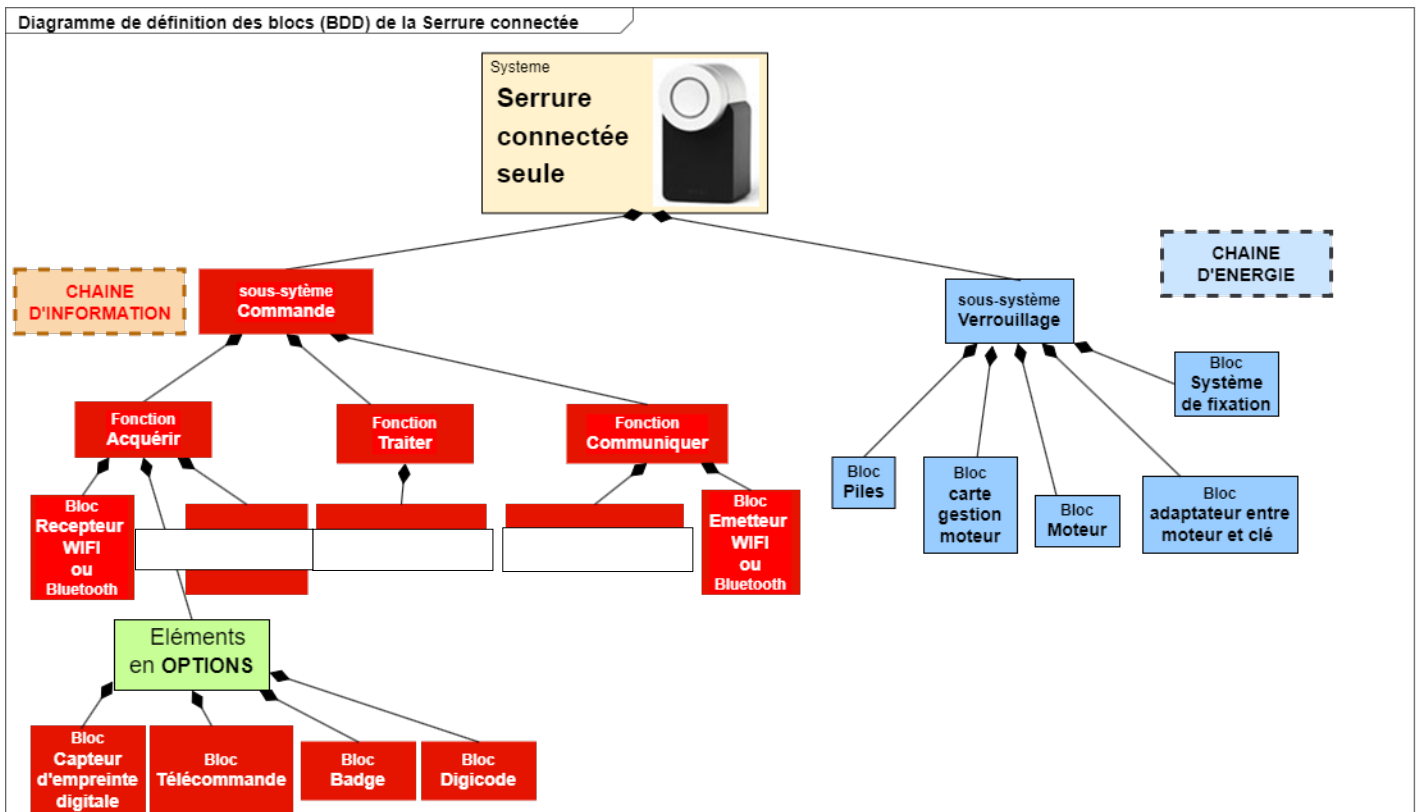 Diagramme de définition des blocs (BDD) de la Serrure connectée
Systeme
Serrure
connectée
seule
CHAINE
D'INFORMATION
sous-sytème
Commande
CHAINE
D'ENERGIE
sous-système
Verrouillage
Bloc
Système
de fixation
Fonction
Acquérir
Fonction
Traiter
Fonction
Communiquer
Bloc
Piles
Bloc
carte
gestion
moteur
Bloc
Moteur
Bloc
adaptateur entre
moteur et clé
Bloc
Recepteur
WIFI
ou
Bluetooth
Bloc
Emetteur
WIFI
ou
Bluetooth
Eléments
en OPTIONS
Bloc
Capteur
d'empreinte
digitale
Bloc
Télécommande
Bloc
Badge
Bloc
Digicode